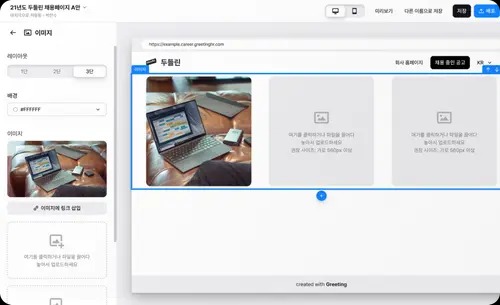 21년도 두들린 채용페이지 A안
미리보기
다른 이름으로 저장
저장
배포
이미지
레이아웃
1단
2단
3단
배경
#FFFFFF
이미지
이미지에 링크 삽입
여기를 클릭하거나 파일을 끌어다
놓아서 업로드하세요
https://example.career.greetinghr.com
두들린
회사 홈페이지
채용 중인 공고
KR
이미지
여기를 클릭하거나 파일을 끌어다
놓아서 업로드하세요
권장 사이즈: 가로 560px 이상
여기를 클릭하거나 파일을 끌어다
놓아서 업로드하세요
권장 사이즈: 가로 560px 이상
created with Greeting